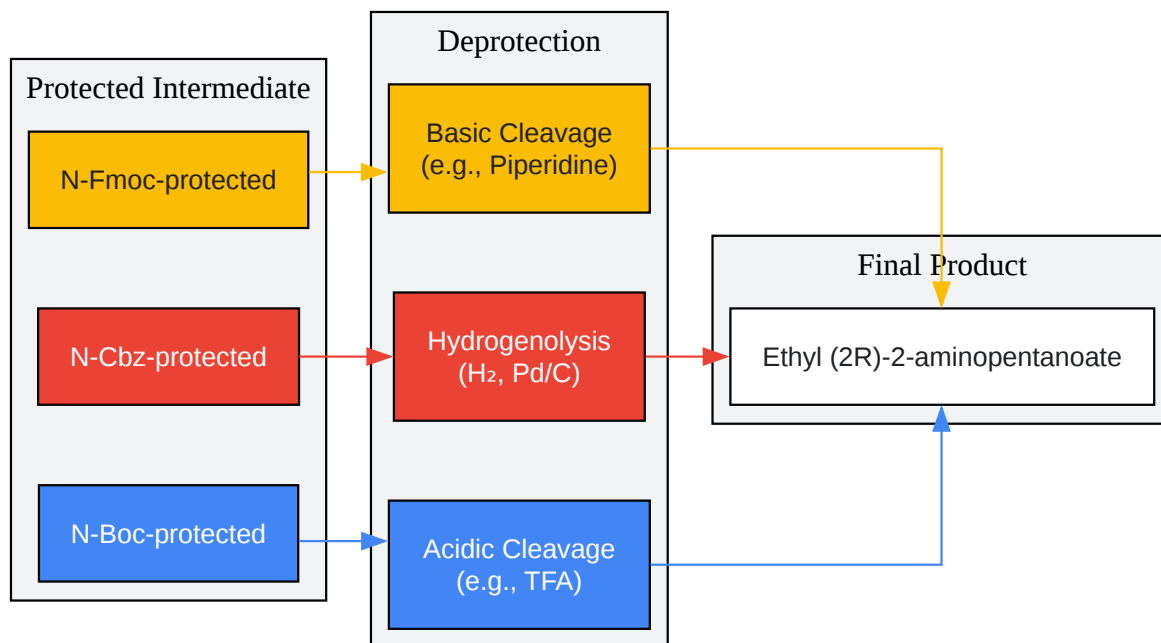 Protected Intermediate
N-Fmoc-protected
N-Cbz-protected
N-Boc-protected
Deprotection
Basic Cleavage
(e.g., Piperidine)
Hydrogenolysis
(H₂, Pd/C)
Acidic Cleavage
(e.g., TFA)
Final Product
Ethyl (2R)-2-aminopentanoate